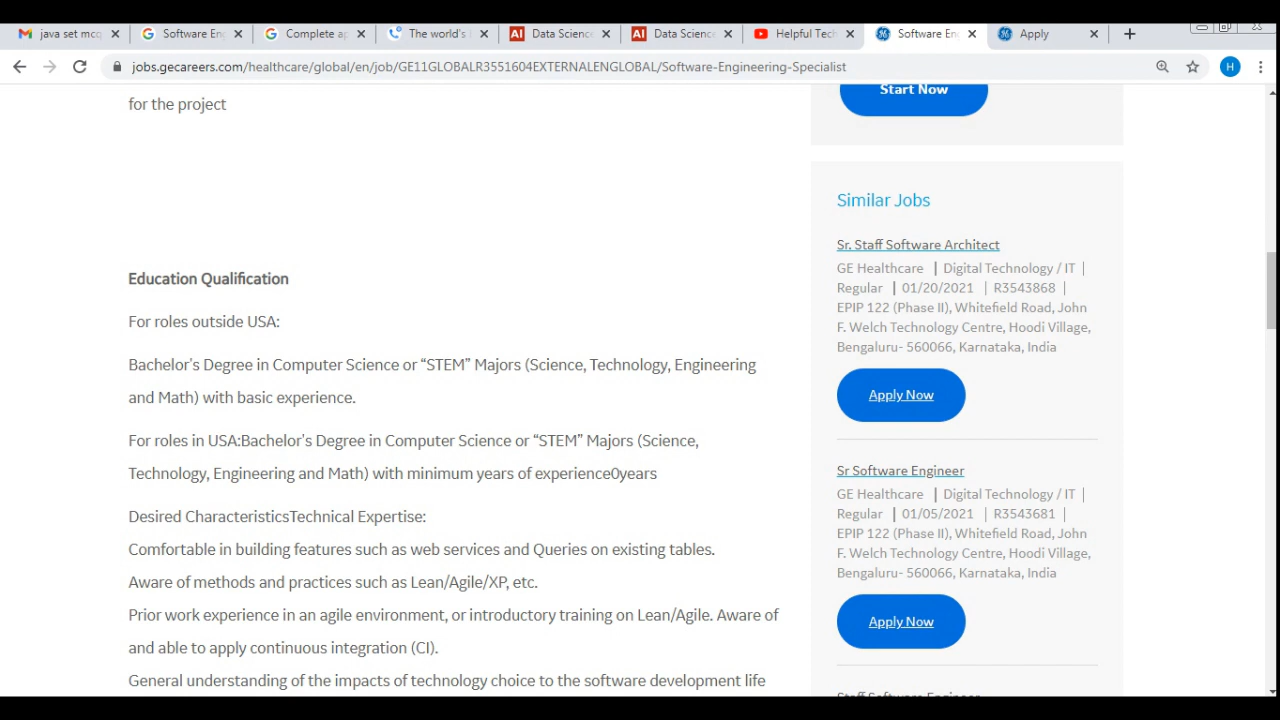 java set mcq
Software Eng
Complete ap
The world's
Data Science
Data Science
Helpful Tech
Software En
Apply
jobs.gecareers.com/healthcare/global/en/job/GE11GLOBALR3551604EXTERNALENGLOBAL/Software-Engineering-Specialist
H
for the project
Education Qualification
For roles outside USA:
Bachelor's Degree in Computer Science or “STEM” Majors (Science, Technology, Engineering
and Math) with basic experience.
For roles in USA:Bachelor's Degree in Computer Science or “STEM” Majors (Science,
Technology, Engineering and Math) with minimum years of experience0years
Desired CharacteristicsTechnical Expertise:
Comfortable in building features such as web services and Queries on existing tables.
Aware of methods and practices such as Lean/Agile/XP, etc.
Prior work experience in an agile environment, or introductory training on Lean/Agile. Aware of
and able to apply continuous integration (CI).
General understanding of the impacts of technology choice to the software development life
Start Now
Similar Jobs
Sr. Staff Software Architect
GE Healthcare | Digital Technology / IT |
Regular | 01/20/2021 | R3543868 |
EPIP 122 (Phase II), Whitefield Road, John
F. Welch Technology Centre, Hoodi Village,
Bengaluru- 560066, Karnataka, India
Apply Now
Sr Software Engineer
GE Healthcare | Digital Technology / IT |
Regular | 01/05/2021 | R3543681 |
EPIP 122 (Phase II), Whitefield Road, John
F. Welch Technology Centre, Hoodi Village,
Bengaluru- 560066, Karnataka, India
Apply Now
Staff Software Engineer